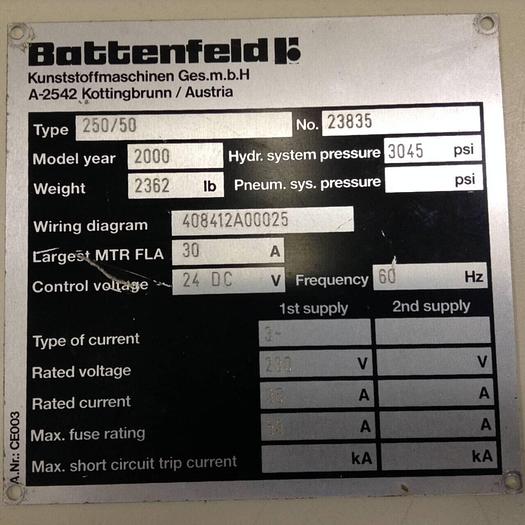 Battenfeld
Kunststoffmaschinen Ges.m.b.H
A-2542 Kottingbrunn / Austria
Type 250/50 No. 23835
Model year 2000 Hydr. system pressure 3045 psi
Weight 2362 lb Pneum. sys. pressure psi
Wiring diagram 408412A00025
Largest MTR FLA 30 A
Control voltage 24 DC V Frequency 60 Hz
1st supply 2nd supply
Type of current 3~
Rated voltage V V
Rated current A A
Max. fuse rating A A
Max. short circuit trip current kA kA
A.Nr.: CE003